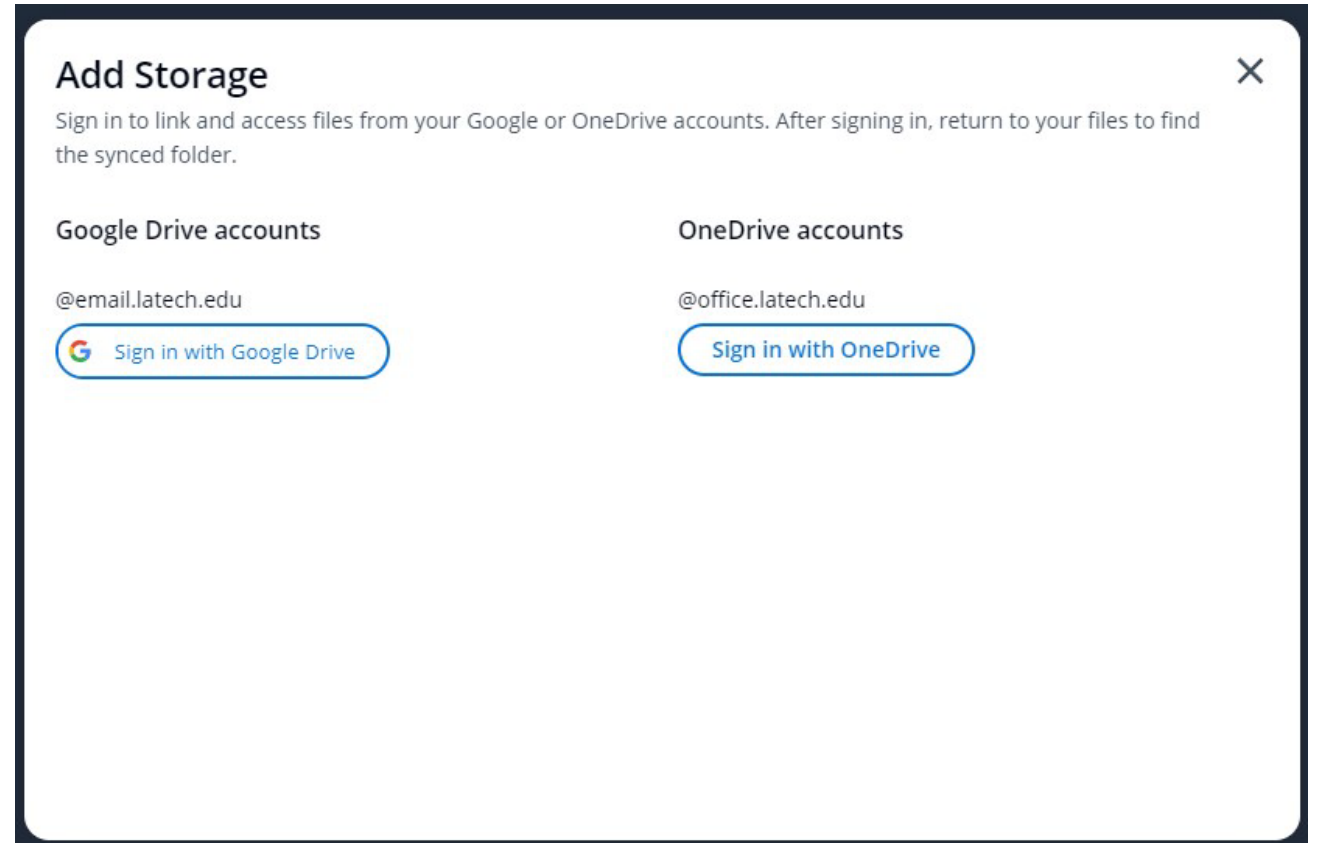 Add Storage
Sign in to link and access files from your Google or OneDrive accounts. After signing in, return to your files to find
the synced folder.
Google Drive accounts
@email.latech.edu
Sign in with Google Drive
OneDrive accounts
@office.latech.edu
Sign in with OneDrive